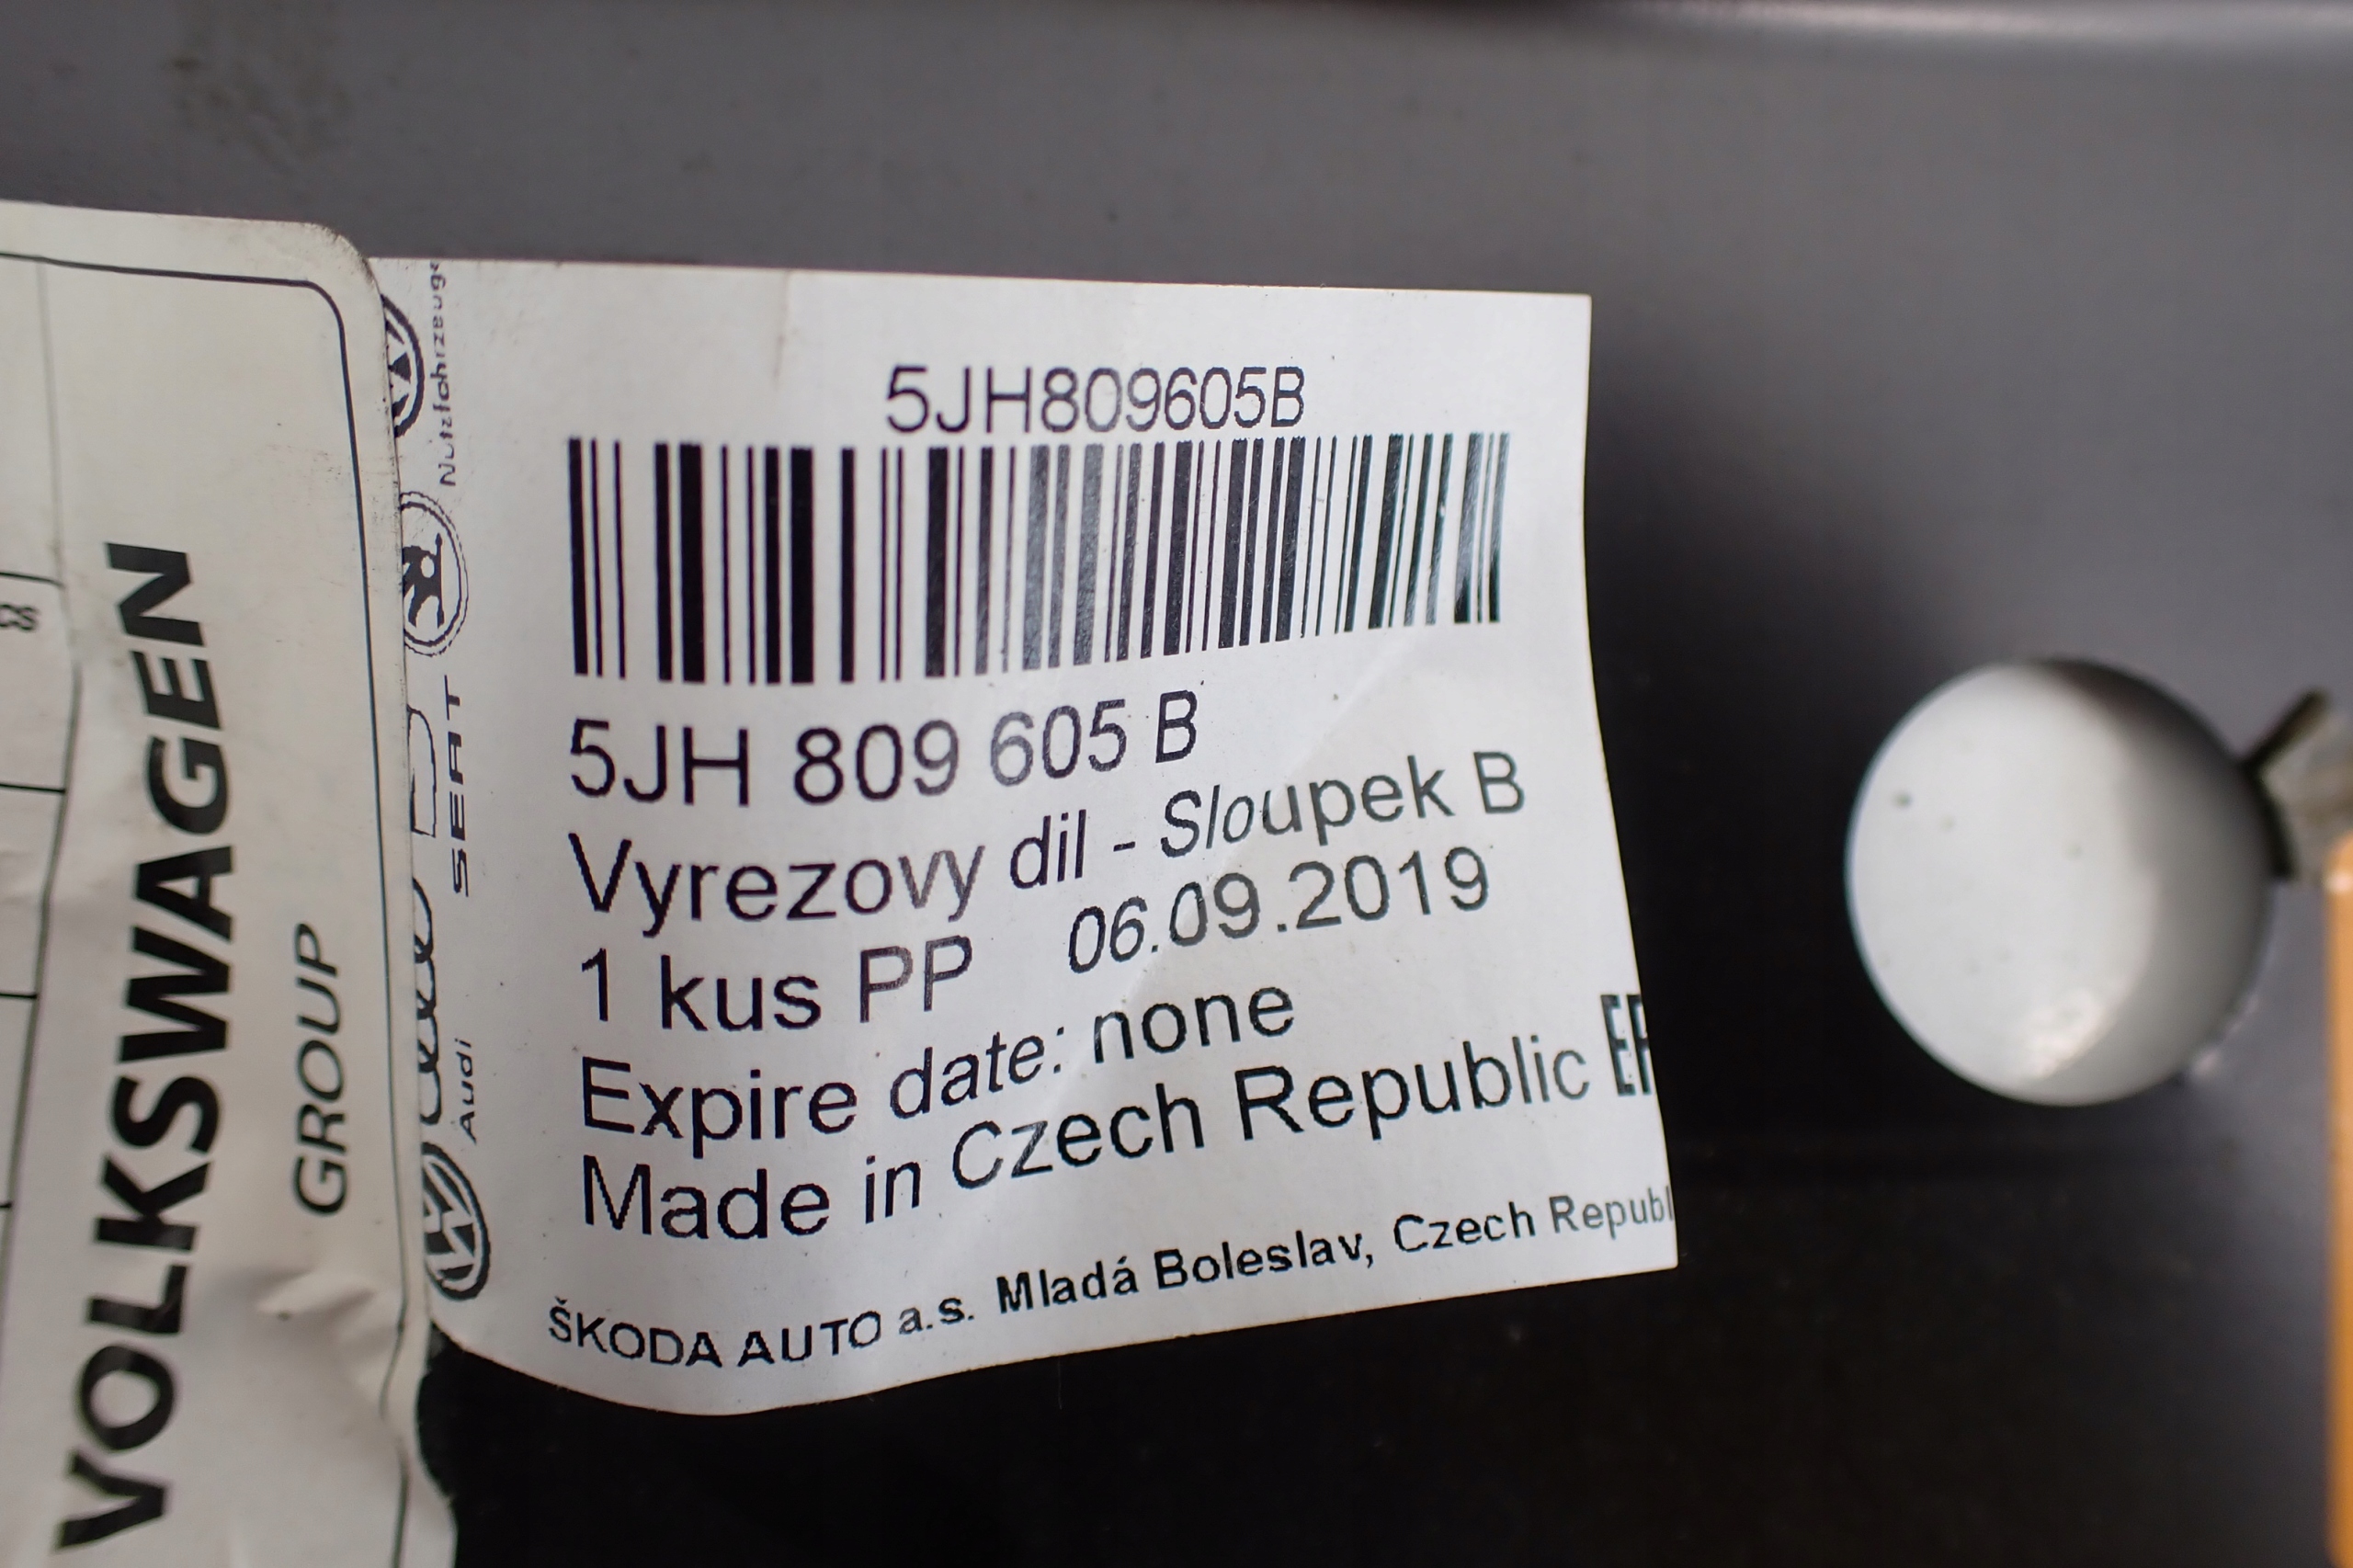 5JH809605B
5JH 809 605 B
Vyrezovy dil - Sloupek B
1 kus PP 06.09.2019
Expire date: none
Made in Czech Republic
ŠKODA AUTO a.s. Mladá Boleslav, Czech Republ
Nutzfahrzeuge
SEAT
Audi
VOLKSWAGEN
GROUP
CS